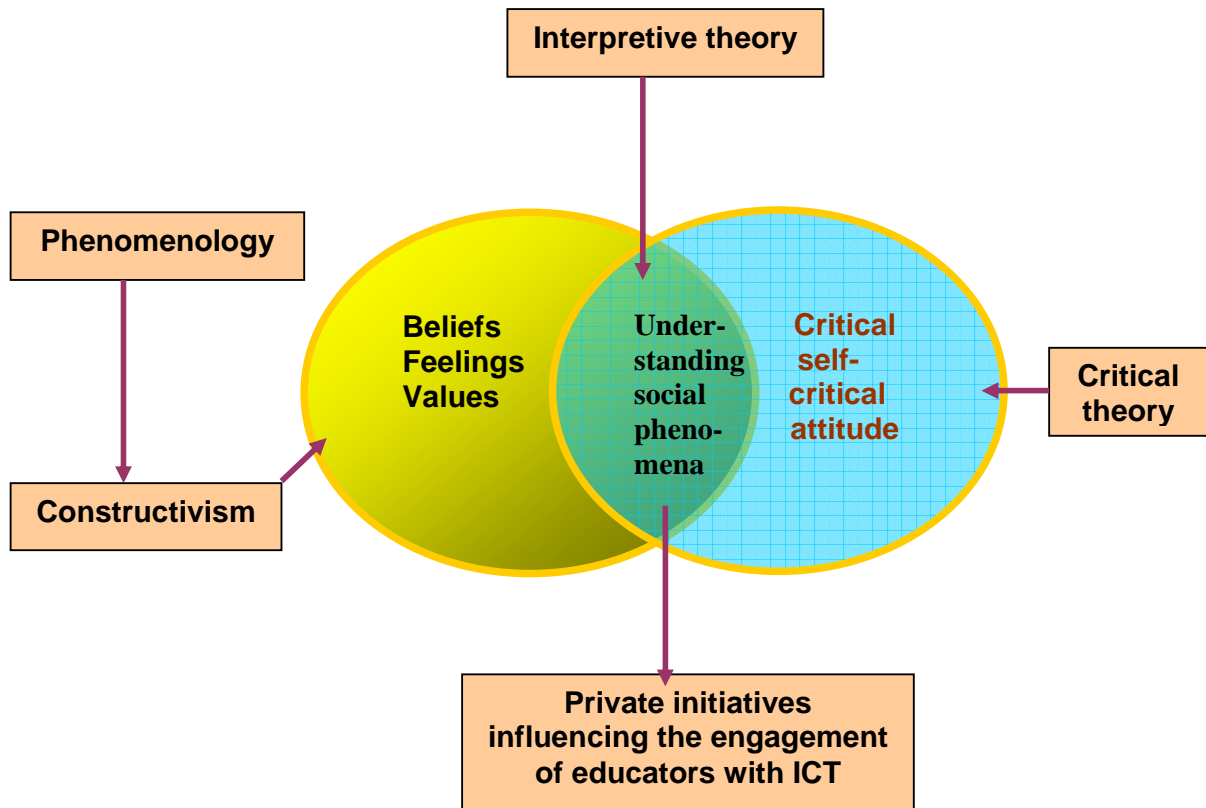 Interpretive theory
Phenomenology
Beliefs
Feelings
Values
Under-
standing
social
pheno-
mena
Critical
self-
critical
attitude
Critical
theory
Constructivism
Private initiatives
influencing the engagement
of educators with ICT